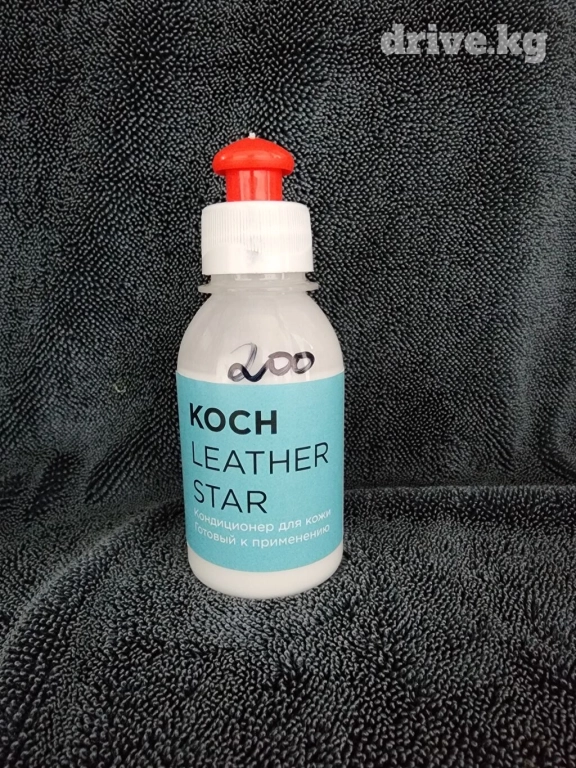 drive.kg
200
KOCH
LEATHER
STAR
Кондиционер для кожи
Готовый к применению